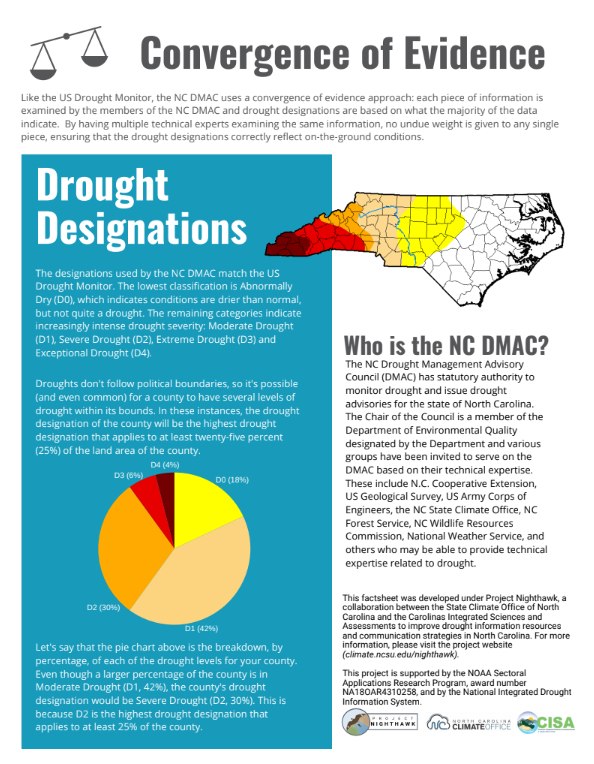 Convergence of Evidence
Like the US Drought Monitor, the NC DMAC uses a convergence of evidence approach: each piece of information is
examined by the members of the NC DMAC and drought designations are based on what the majority of the data
indicate.  By having multiple technical experts examining the same information, no undue weight is given to any single
piece, ensuring that the drought designations correctly reflect on-the-ground conditions.
Drought
Designations
The designations used by the NC DMAC match the US
Drought Monitor. The lowest classification is Abnormally
Dry (D0), which indicates conditions are drier than normal,
but not quite a drought. The remaining categories indicate
increasingly intense drought severity: Moderate Drought
(D1), Severe Drought (D2), Extreme Drought (D3) and
Exceptional Drought (D4).
Droughts don't follow political boundaries, so it's possible
(and even common) for a county to have several levels of
drought within its bounds. In these instances, the drought
designation of the county will be the highest drought
designation that applies to at least twenty-five percent
(25%) of the land area of the county.
D4 (4%)
D3 (6%)
D0 (18%)
D2 (30%)
D1 (42%)
Let's say that the pie chart above is the breakdown, by
percentage, of each of the drought levels for your county.
Even though a larger percentage of the county is in
Moderate Drought (D1, 42%), the county's drought
designation would be Severe Drought (D2, 30%). This is
because D2 is the highest drought designation that
applies to at least 25% of the county.
Who is the NC DMAC?
The NC Drought Management Advisory
Council (DMAC) has statutory authority to
monitor drought and issue drought
advisories for the state of North Carolina.
The Chair of the Council is a member of the
Department of Environmental Quality
designated by the Department and various
groups have been invited to serve on the
DMAC based on their technical expertise.
These include N.C. Cooperative Extension,
US Geological Survey, US Army Corps of
Engineers, the NC State Climate Office, NC
Forest Service, NC Wildlife Resources
Commission, National Weather Service, and
others who may be able to provide technical
expertise related to drought.
This factsheet was developed under Project Nighthawk, a
collaboration between the State Climate Office of North
Carolina and the Carolinas Integrated Sciences and
Assessments to improve drought information resources
and communication strategies in North Carolina. For more
information, please visit the project website
(climate.ncsu.edu/nighthawk).
This project is supported by the NOAA Sectoral
Applications Research Program, award number
NA18OAR4310258, and by the National Integrated Drought
Information System.
PROJECT
NIGHTHAWK
NORTH CAROLINA
CLIMATEOFFICE
CISA